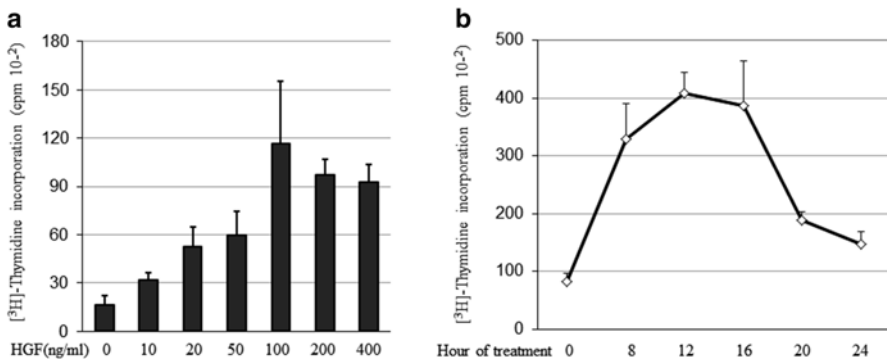 a
[³H]-Thymidine incorporation (cpm 10-²)
180
150
120
90
60
30
0
HGF(ng/ml) 0 10 20 50 100 200 400
b
[³H]-Thymidine incorporation (cpm 10-²)
500
400
300
200
100
0
Hour of treatment 0 8 12 16 20 24